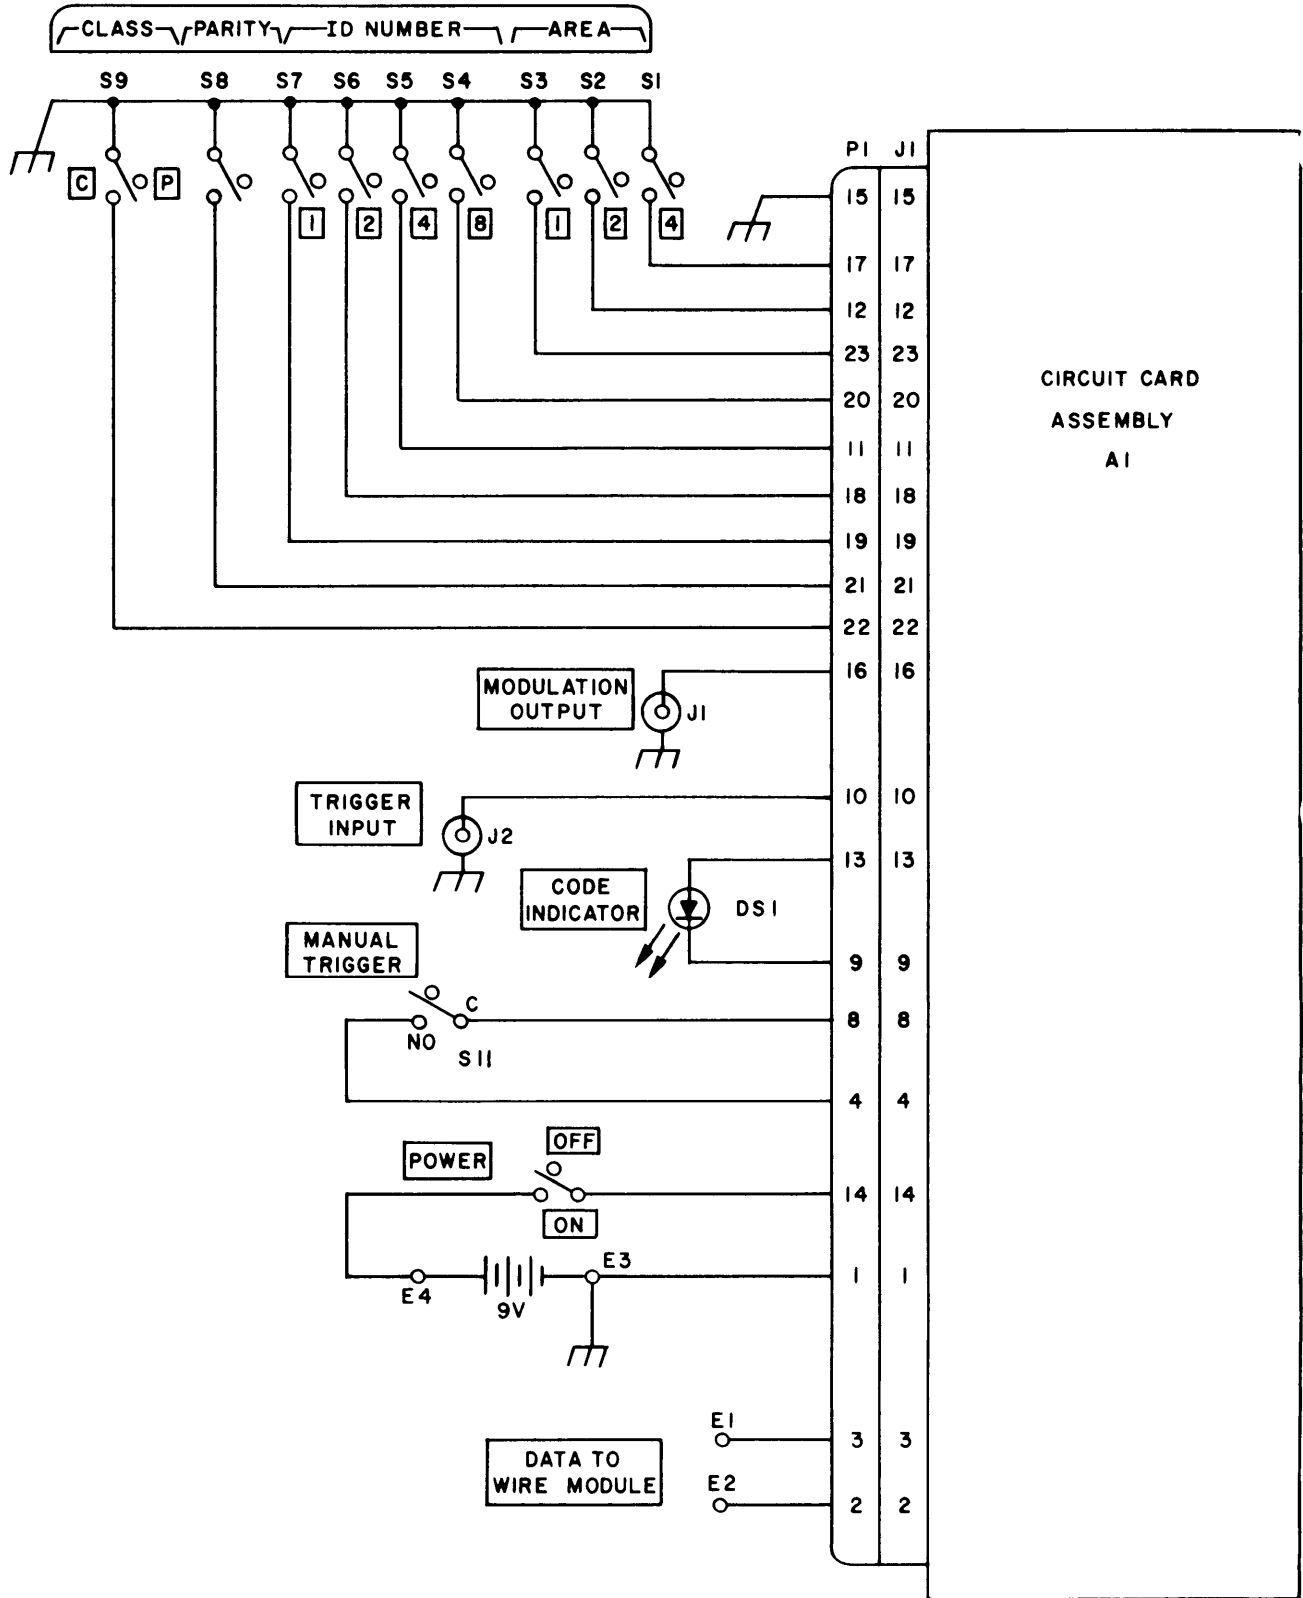 CLASS PARITY ID NUMBER AREA
S9 S8 S7 S6 S5 S4 S3 S2 S1
C P
1 2 4 8 1 2 4
P1 J1
15 15
17 17
12 12
23 23
20 20
11 11
18 18
19 19
21 21
22 22
16 16
MODULATION
OUTPUT
J1
TRIGGER
INPUT
J2
10 10
13 13
CODE
INDICATOR
DS1
9 9
MANUAL
TRIGGER
C
NO
S11
8 8
4 4
POWER
OFF
ON
14 14
E4
9V
E3
1 1
DATA TO
WIRE MODULE
E1
3 3
E2
2 2
CIRCUIT CARD
ASSEMBLY
A1